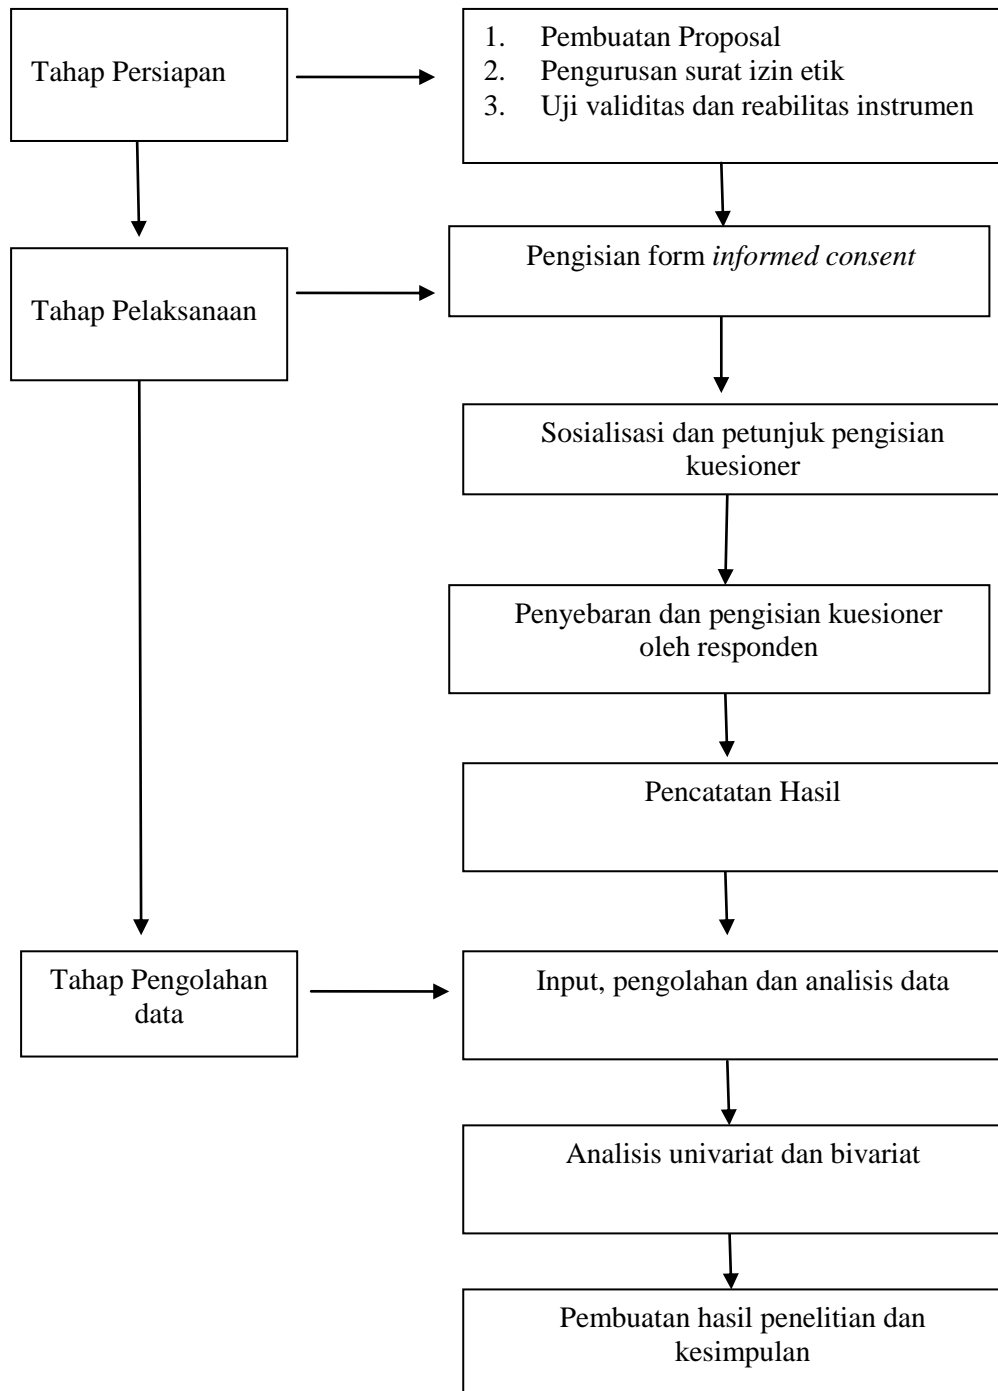 Tahap Persiapan
1. Pembuatan Proposal
2. Pengurusan surat izin etik
3. Uji validitas dan reabilitas instrumen
Tahap Pelaksanaan
Pengisian form informed consent
Sosialisasi dan petunjuk pengisian
kuesioner
Penyebaran dan pengisian kuesioner
oleh responden
Pencatatan Hasil
Tahap Pengolahan
data
Input, pengolahan dan analisis data
Analisis univariat dan bivariat
Pembuatan hasil penelitian dan
kesimpulan